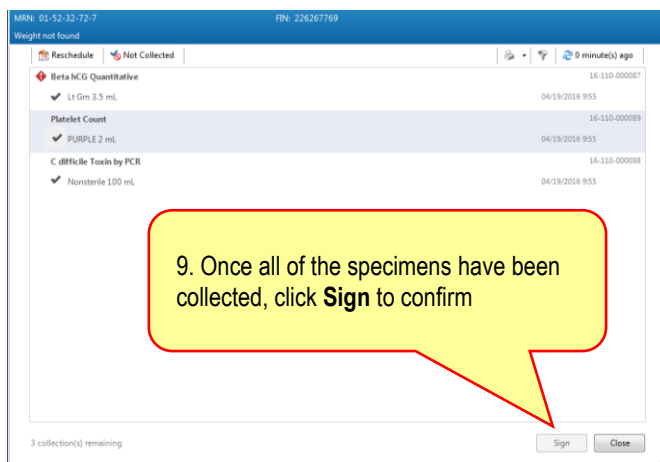 MRN: 01-52-32-72-7 FIN: 226267769
Weight not found
Reschedule Not Collected 0 minute(s) ago
Beta hCG Quantitative 16-110-000087
Lt Grn 3.5 mL 04/19/2016 9:55
Platelet Count 16-110-000089
PURPLE 2 mL 04/19/2016 9:55
C difficile Toxin by PCR 16-110-000088
Nonsterile 100 mL 04/19/2016 9:55
9. Once all of the specimens have been
collected, click Sign to confirm
3 collection(s) remaining Sign Close